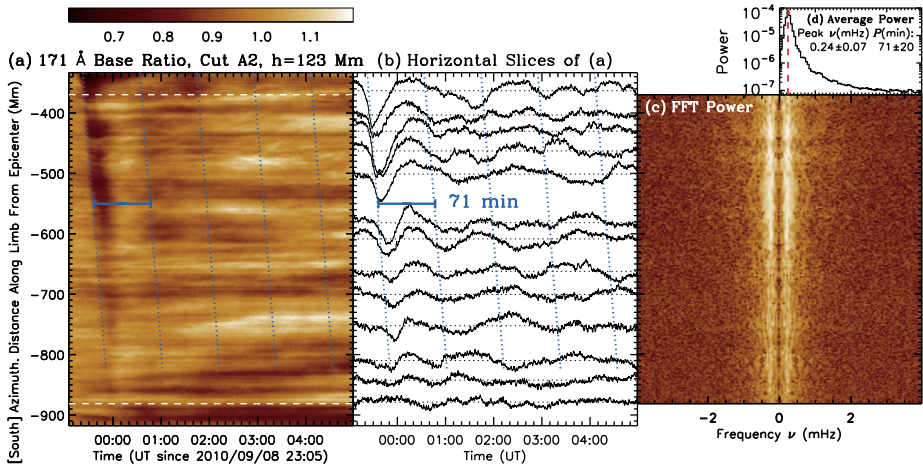 0.7 0.8 0.9 1.0 1.1
(a) 171 Å Base Ratio, Cut A2, h=123 Mm
(b) Horizontal Slices of (a)
[South] Azimuth. Distance Along Limb From Epicenter (Mm)
-400
-500
-600
-700
-800
-900
71 min
00:00 01:00 02:00 03:00 04:00
Time (UT since 2010/09/08 23:05)
00:00 01:00 02:00 03:00 04:00
Time (UT)
Power
10⁻⁴
10⁻⁵
10⁻⁶
10⁻⁷
(d) Average Power
Peak ν(mHz) P(min):
0.24±0.07 71±20
(c) FFT Power
-2 0 2
Frequency ν (mHz)